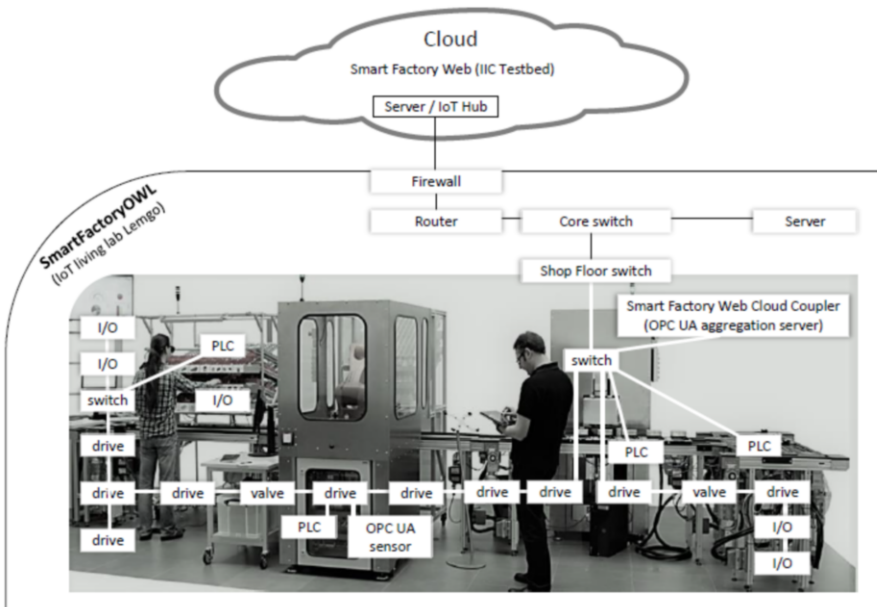 Cloud
Smart Factory Web (IIC Testbed)
Server / IoT Hub
Firewall
SmartFactoryOWL
(IoT living lab Lemgo)
Router
Core switch
Server
Shop Floor switch
Smart Factory Web Cloud Coupler
(OPC UA aggregation server)
I/O
PLC
I/O
switch
switch
I/O
drive
PLC
PLC
drive
drive
valve
drive
drive
drive
drive
drive
valve
drive
PLC
OPC UA
sensor
I/O
drive
I/O